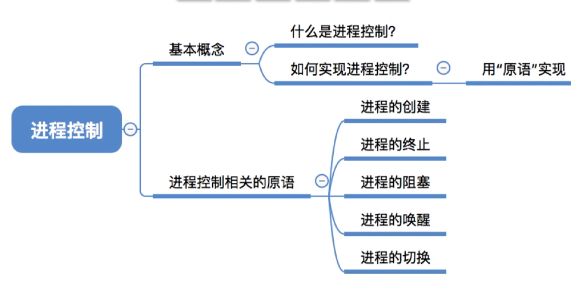 什么是进程控制?
基本概念
如何实现进程控制?
用“原语”实现
进程控制
进程的创建
进程的终止
进程控制相关的原语
进程的阻塞
进程的唤醒
进程的切换